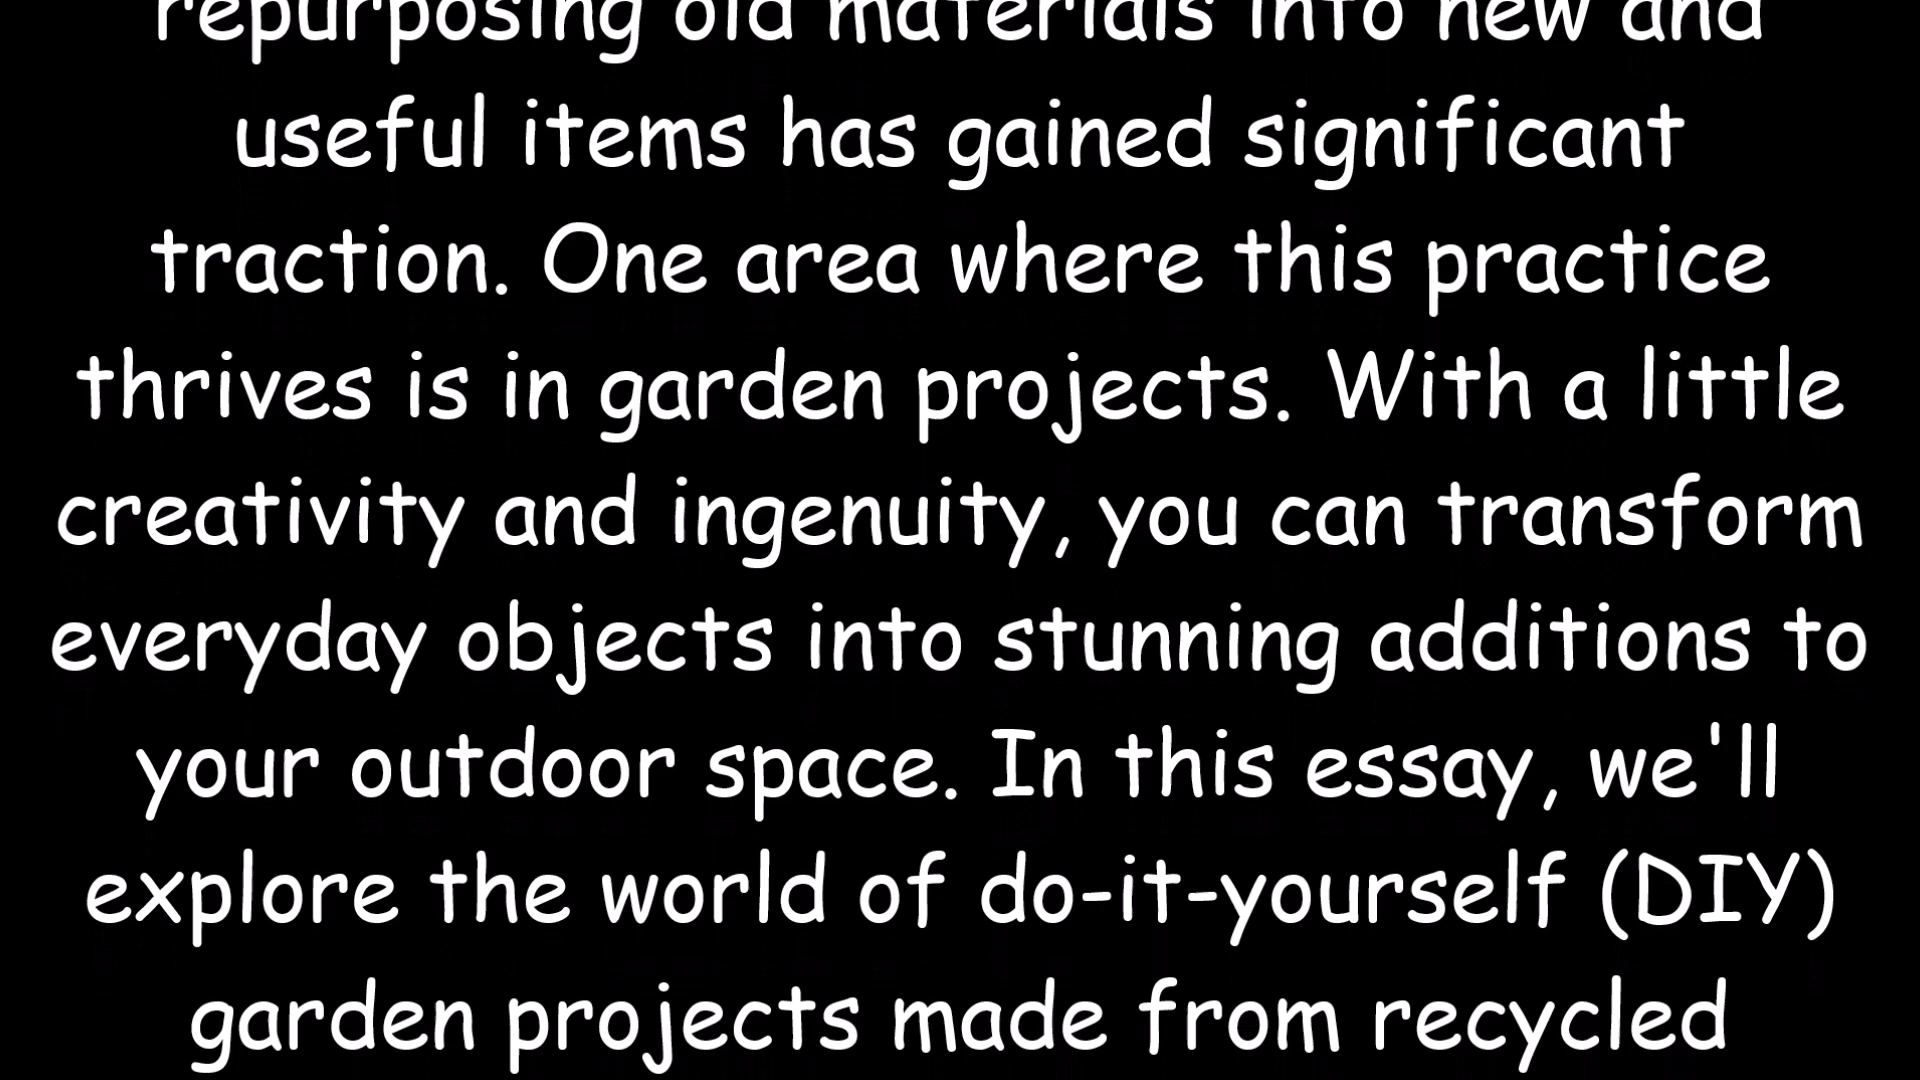 repurposing old materials into new and
useful items has gained significant
traction. One area where this practice
thrives is in garden projects. With a little
creativity and ingenuity, you can transform
everyday objects into stunning additions to
your outdoor space. In this essay, we'll
explore the world of do-it-yourself (DIY)
garden projects made from recycled